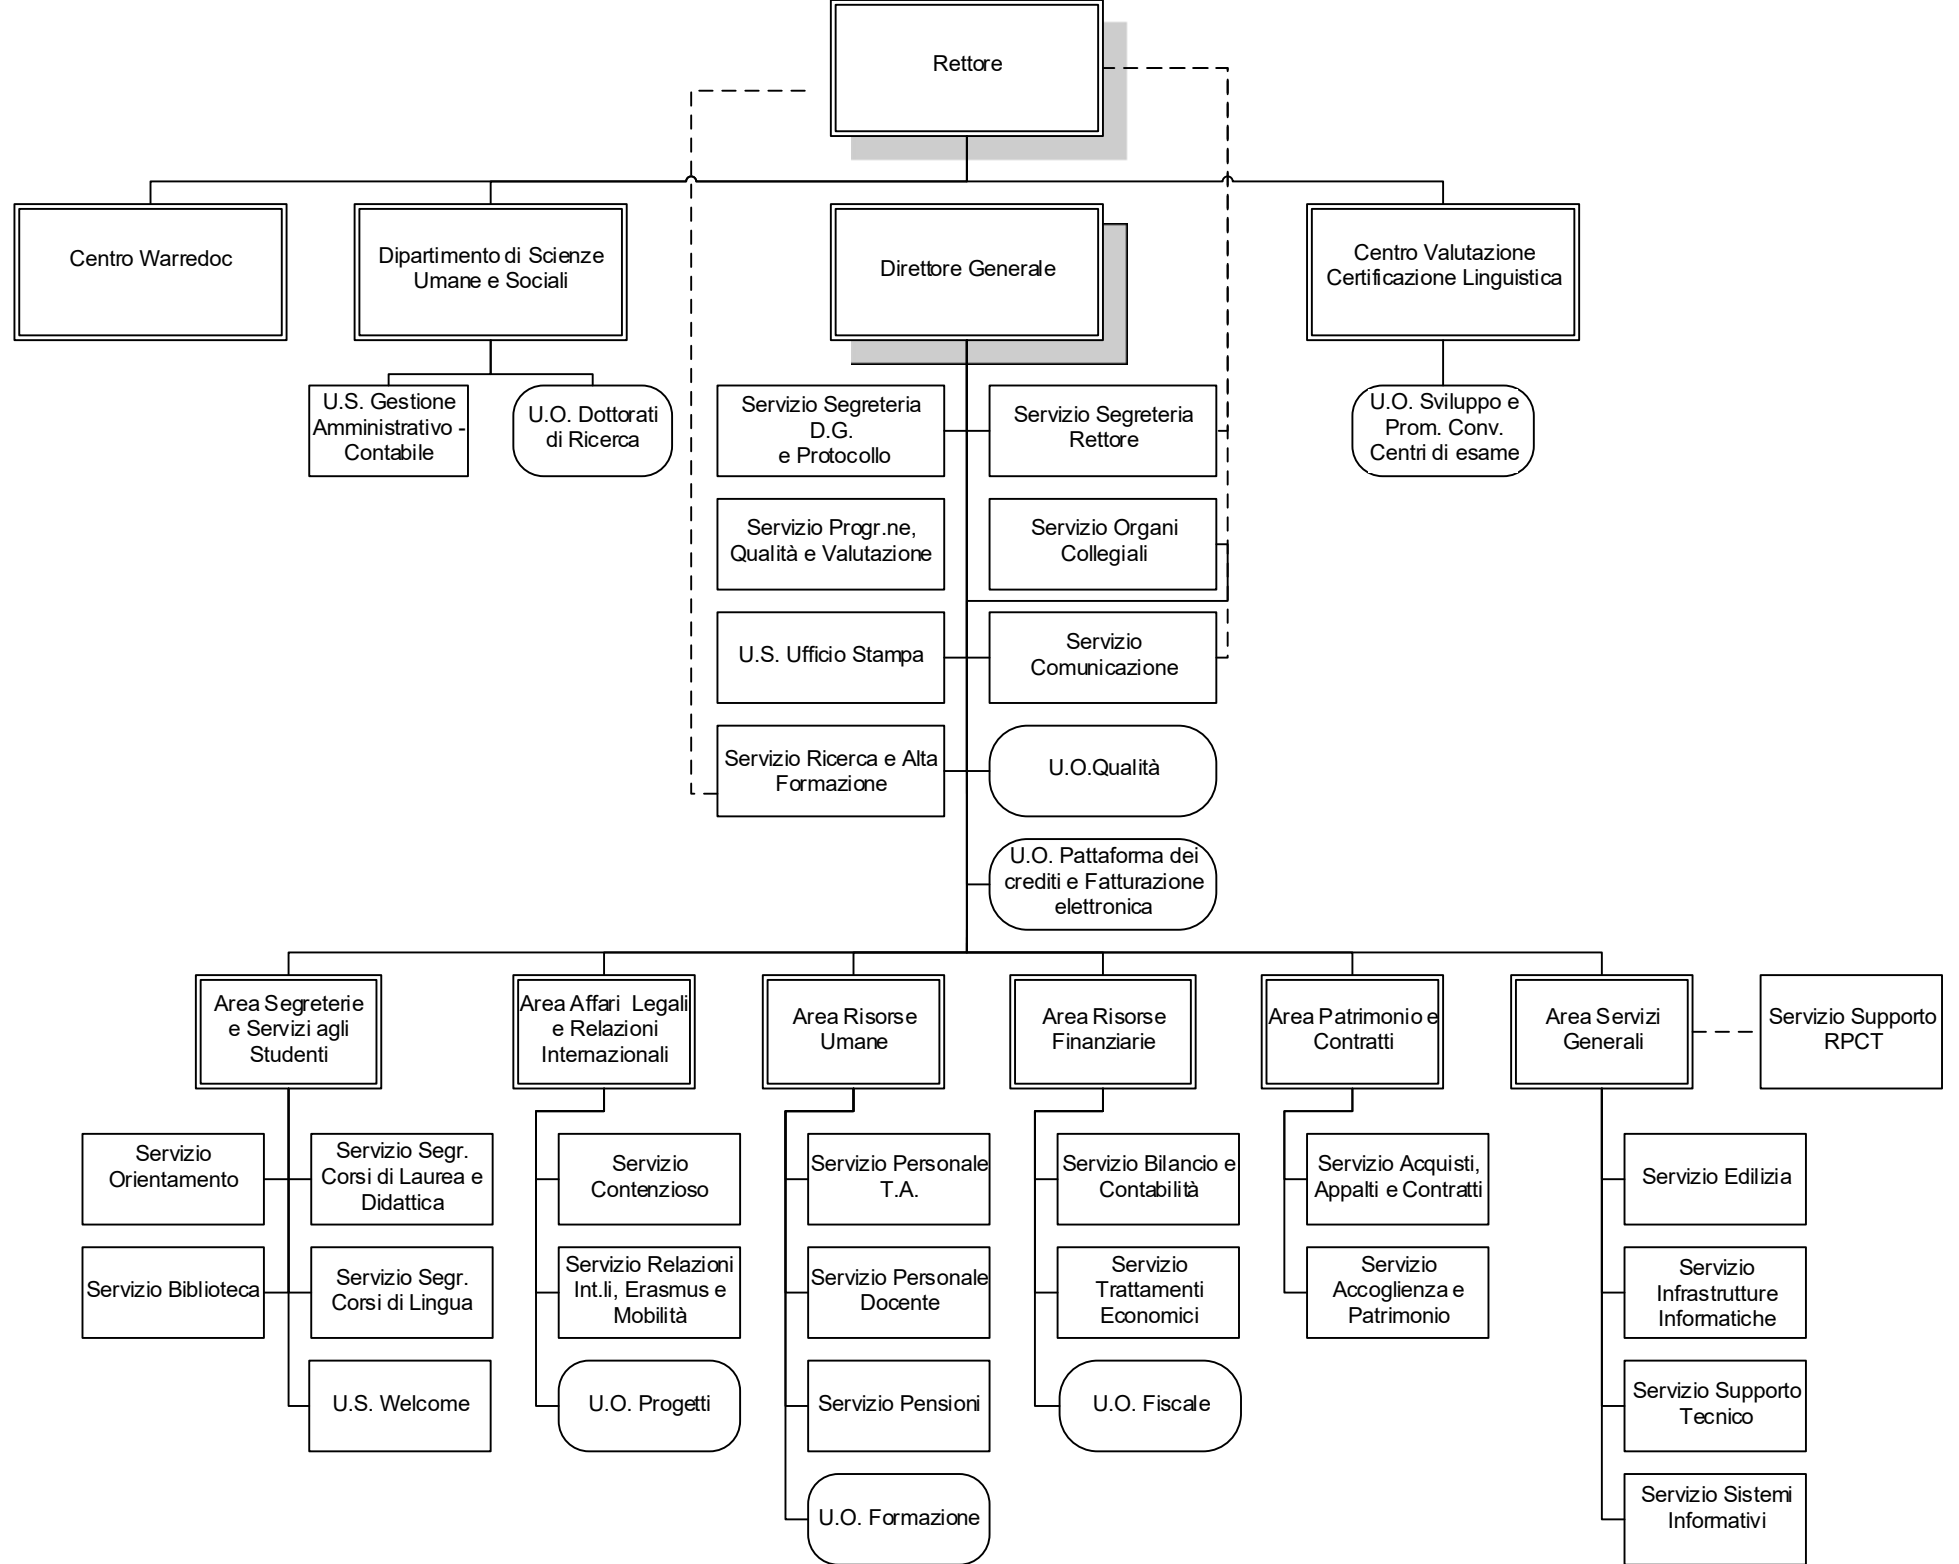 Rettore
Centro Warredoc
Dipartimento di Scienze
Umane e Sociali
Direttore Generale
Centro Valutazione
Certificazione Linguistica
U.S. Gestione
Amministrativo -
Contabile
U.O. Dottorati
di Ricerca
Servizio Segreteria
D.G.
e Protocollo
Servizio Segreteria
Rettore
U.O. Sviluppo e
Prom. Conv.
Centri di esame
Servizio Progr.ne,
Qualità e Valutazione
Servizio Organi
Collegiali
U.S. Ufficio Stampa
Servizio
Comunicazione
Servizio Ricerca e Alta
Formazione
U.O.Qualità
U.O. Pattaforma dei
crediti e Fatturazione
elettronica
Area Segreterie
e Servizi agli
Studenti
Area Affari Legali
e Relazioni
Internazionali
Area Risorse
Umane
Area Risorse
Finanziarie
Area Patrimonio e
Contratti
Area Servizi
Generali
Servizio Supporto
RPCT
Servizio
Orientamento
Servizio Segr.
Corsi di Laurea e
Didattica
Servizio
Contenzioso
Servizio Personale
T.A.
Servizio Bilancio e
Contabilità
Servizio Acquisti,
Appalti e Contratti
Servizio Edilizia
Servizio Biblioteca
Servizio Segr.
Corsi di Lingua
Servizio Relazioni
Int.li, Erasmus e
Mobilità
Servizio Personale
Docente
Servizio
Trattamenti
Economici
Servizio
Accoglienza e
Patrimonio
Servizio
Infrastrutture
Informatiche
U.S. Welcome
U.O. Progetti
Servizio Pensioni
U.O. Fiscale
Servizio Supporto
Tecnico
U.O. Formazione
Servizio Sistemi
Informativi